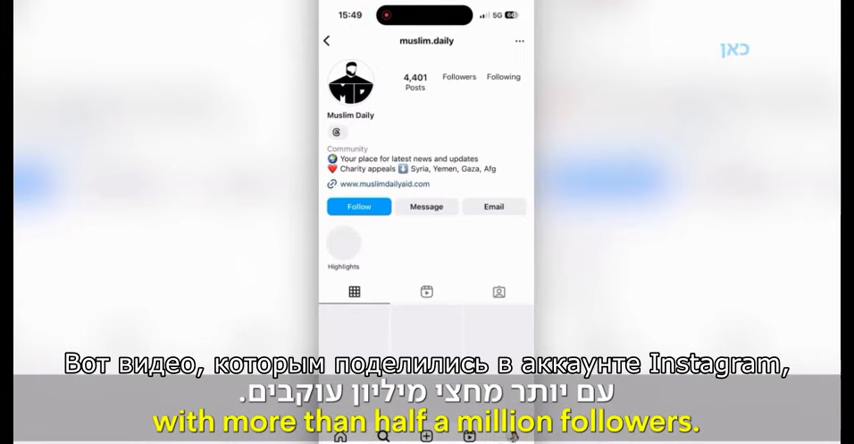 15:49
5G 66
muslim.daily
כאן
MD
4,401
Posts
Followers
Following
Muslim Daily
Community
Your place for latest news and updates
Charity appeals Syria, Yemen, Gaza, Afg
www.muslimdailyaid.com
Follow
Message
Email
Highlights
Вот видео, которым поделились в аккаунте Instagram,
עם יותר מחצי מיליון עוקבים.
with more than half a million followers.